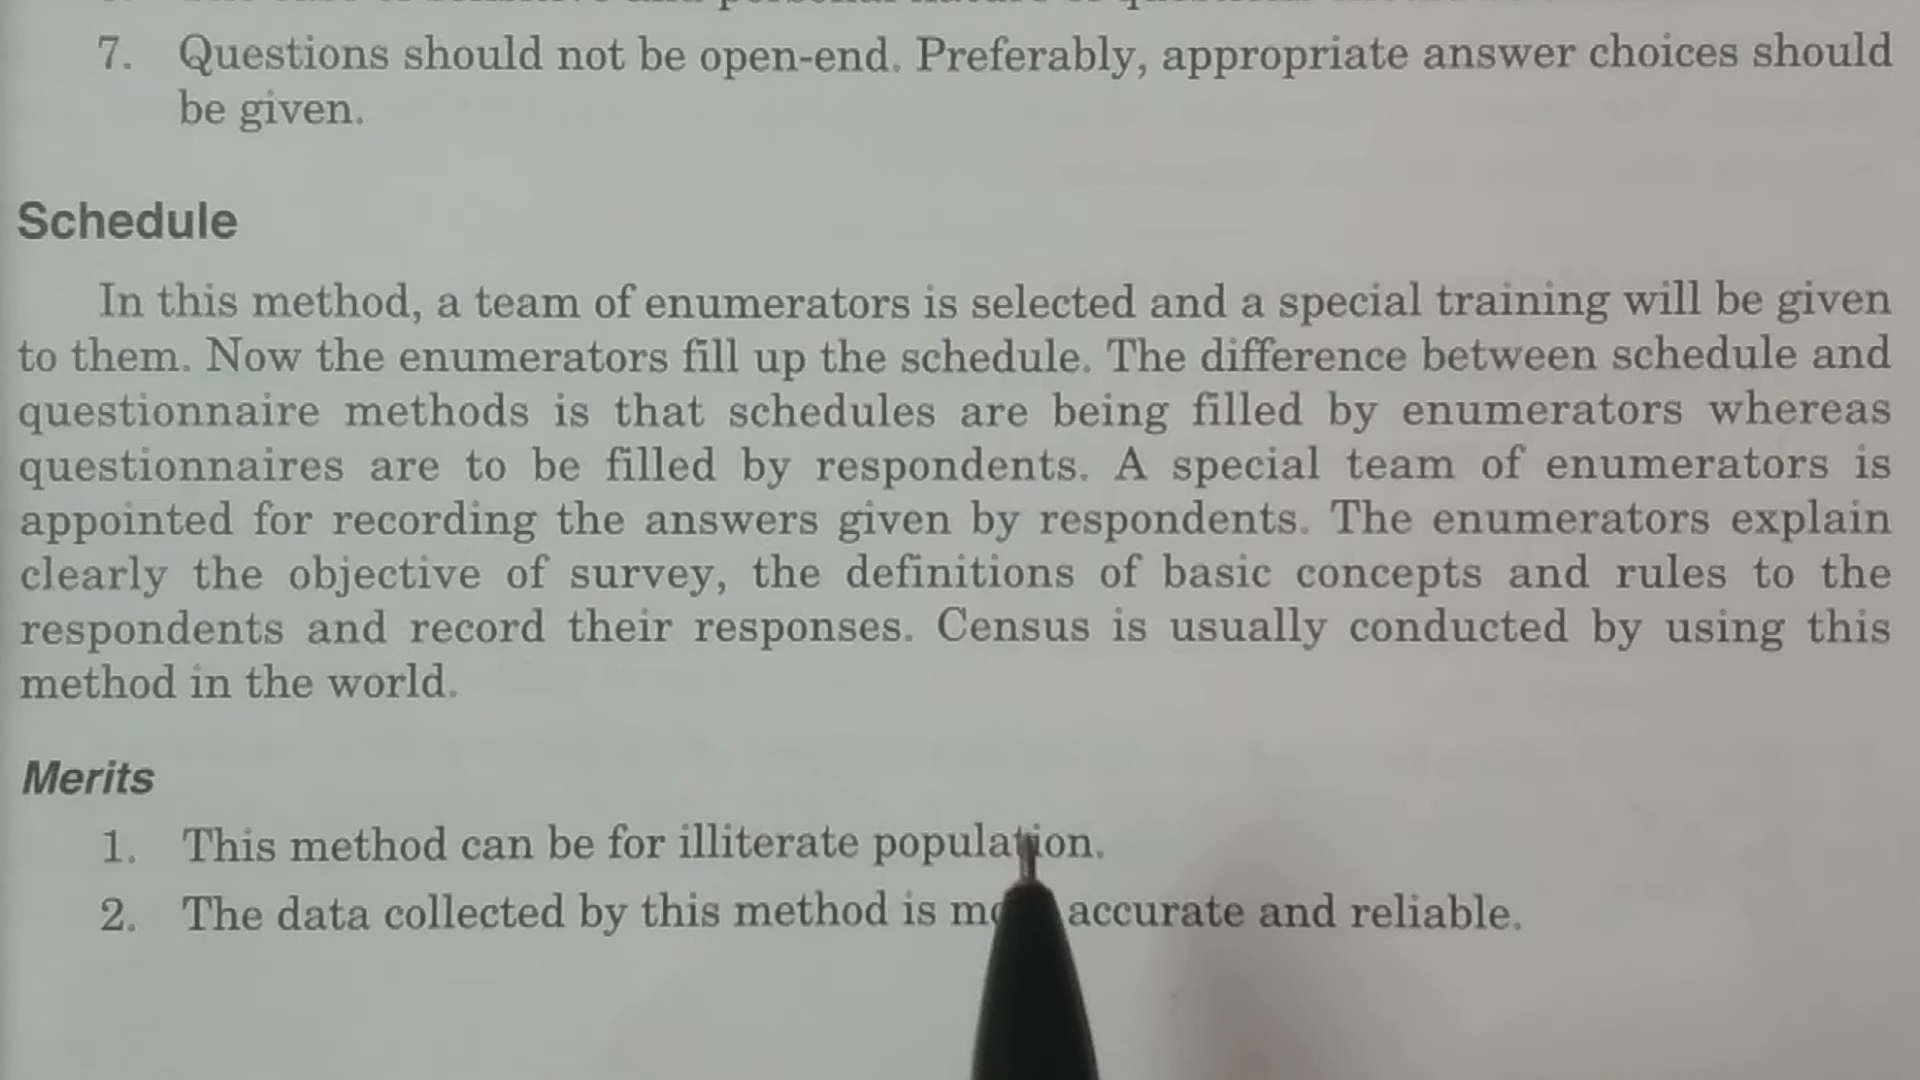 7. Questions should not be open-end. Preferably, appropriate answer choices should
be given.
Schedule
In this method, a team of enumerators is selected and a special training will be given
to them. Now the enumerators fill up the schedule. The difference between schedule and
questionnaire methods is that schedules are being filled by enumerators whereas
questionnaires are to be filled by respondents. A special team of enumerators is
appointed for recording the answers given by respondents. The enumerators explain
clearly the objective of survey, the definitions of basic concepts and rules to the
respondents and record their responses. Census is usually conducted by using this
method in the world.
Merits
1. This method can be for illiterate population.
2. The data collected by this method is accurate and reliable.